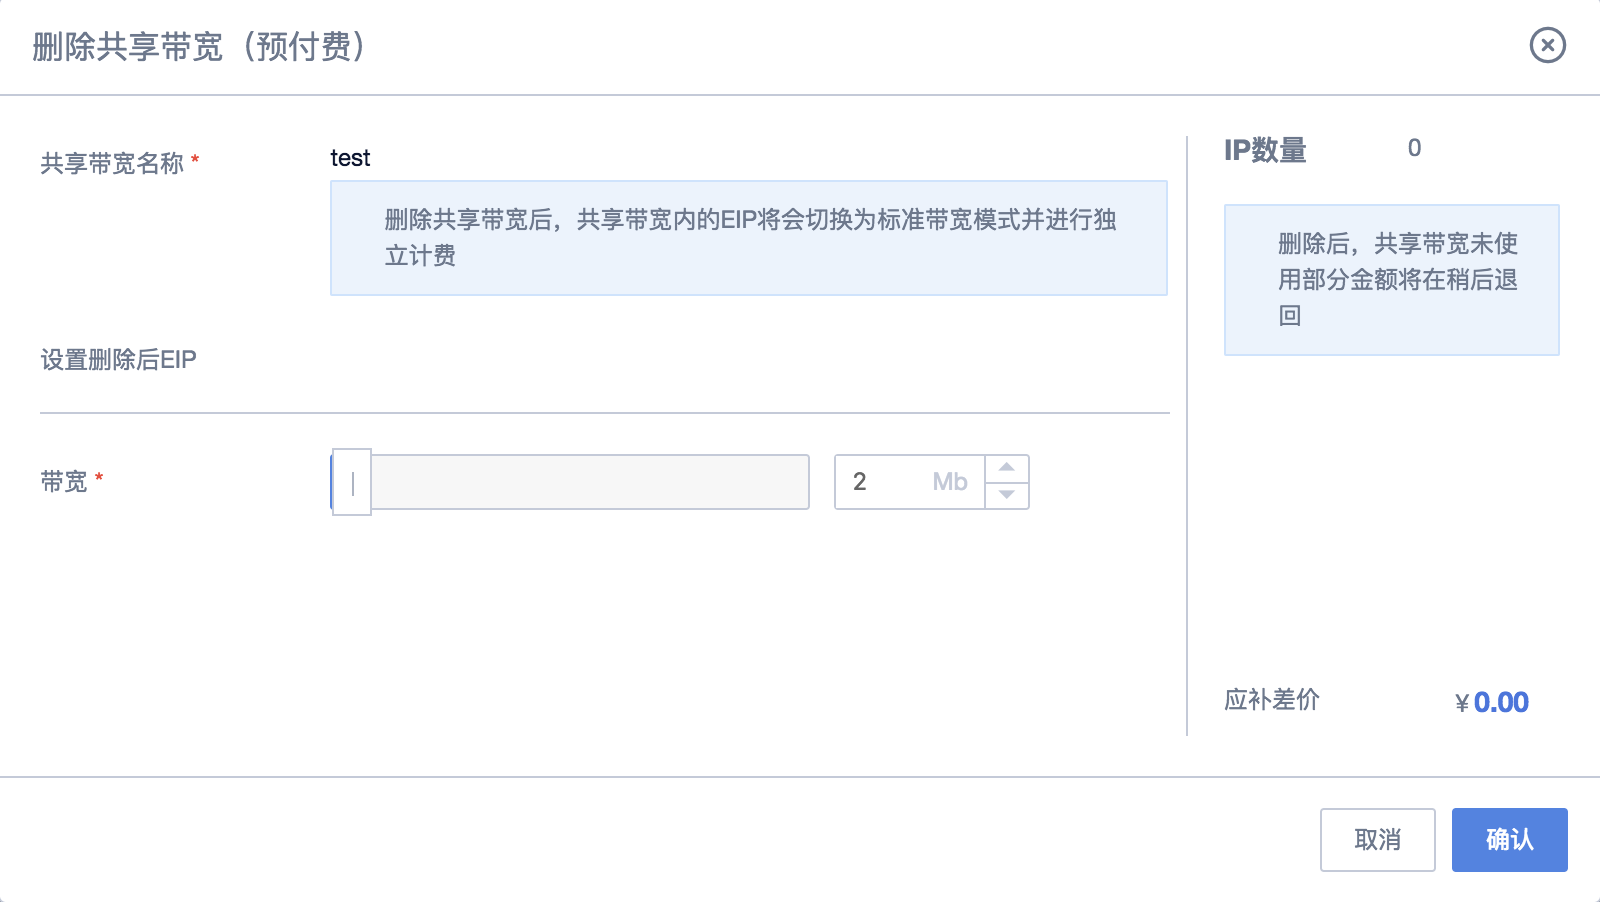 删除共享带宽（预付费）
共享带宽名称 *
test
删除共享带宽后，共享带宽内的EIP将会切换为标准带宽模式并进行独
立计费
设置删除后EIP
带宽 *
2 Mb
IP数量 0
删除后，共享带宽未使
用部分金额将在稍后退
回
应补差价 ¥0.00
取消 确认